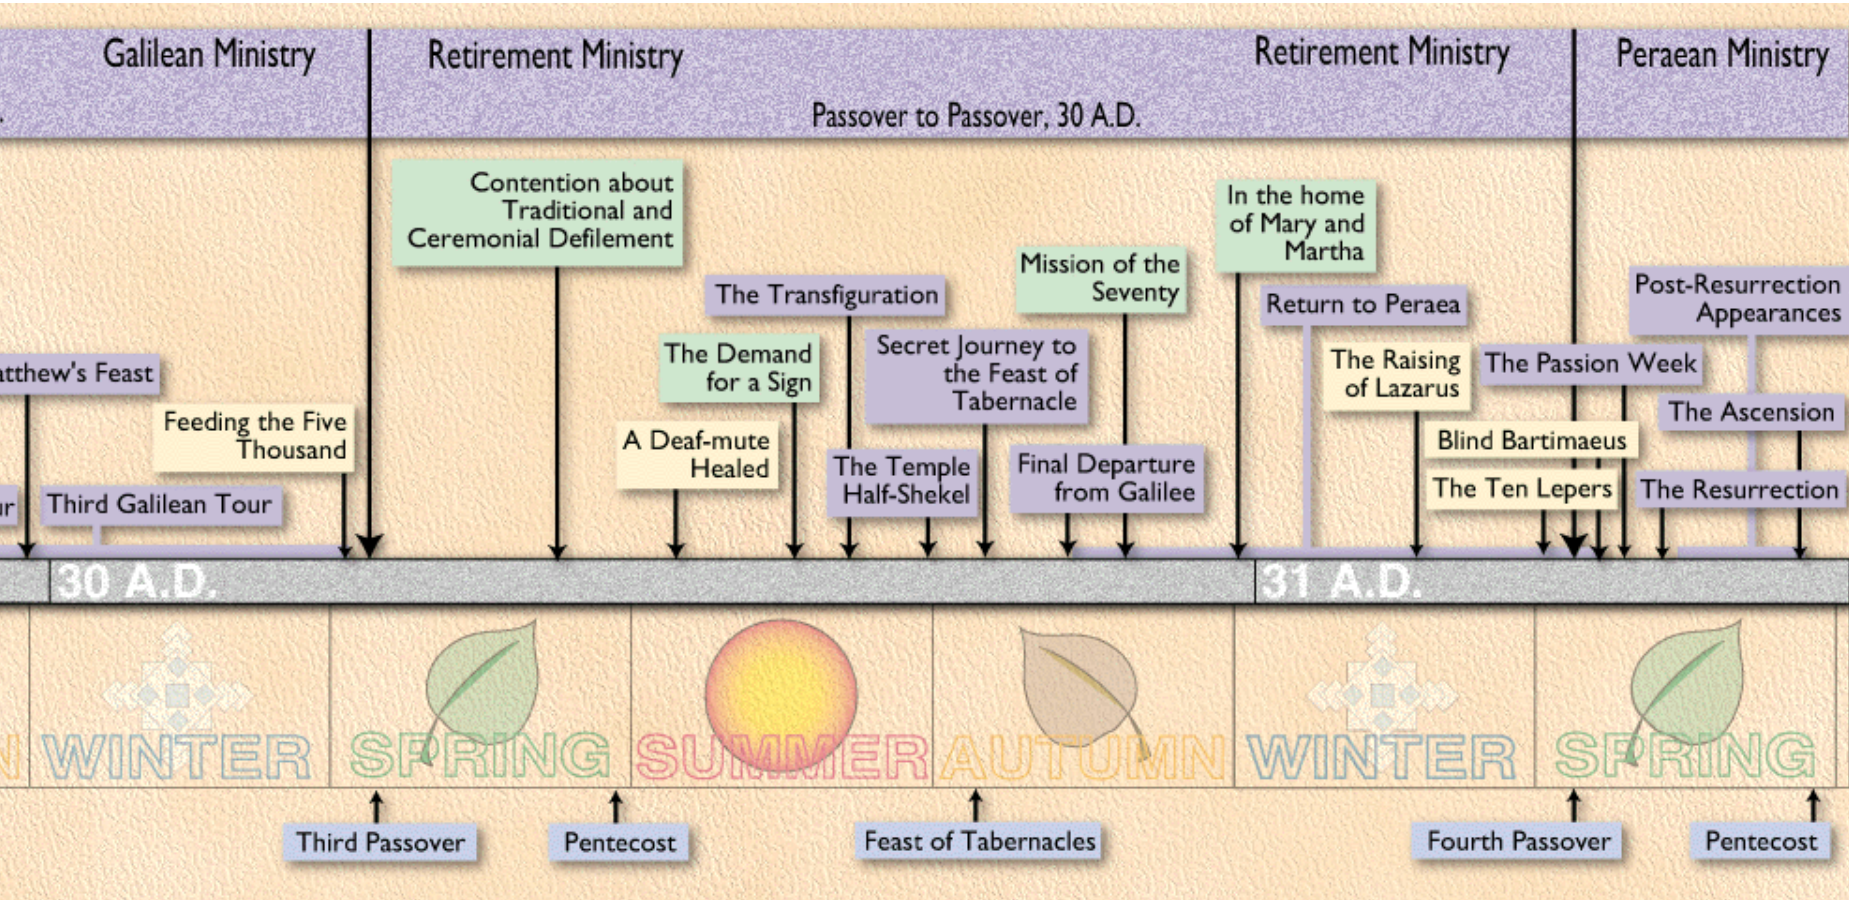 Galilean Ministry
Retirement Ministry
Retirement Ministry
Peraean Ministry
Passover to Passover, 30 A.D.
Contention about
Traditional and
Ceremonial Defilement
In the home
of Mary and
Martha
Mission of the
Seventy
The Transfiguration
Return to Peraea
Post-Resurrection
Appearances
The Demand
for a Sign
Secret Journey to
the Feast of
Tabernacle
The Raising
of Lazarus
The Passion Week
atthew's Feast
Feeding the Five
Thousand
A Deaf-mute
Healed
The Temple
Half-Shekel
Final Departure
from Galilee
Blind Bartimaeus
The Ascension
ur
Third Galilean Tour
The Ten Lepers
The Resurrection
30 A.D.
31 A.D.
N
WINTER
SPRING
SUMMER
AUTUMN
WINTER
SPRING
Third Passover
Pentecost
Feast of Tabernacles
Fourth Passover
Pentecost